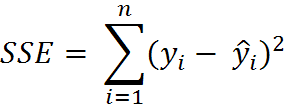 SSE = \sum_{i=1}^{n} (y_i - \hat{y}_i)^2